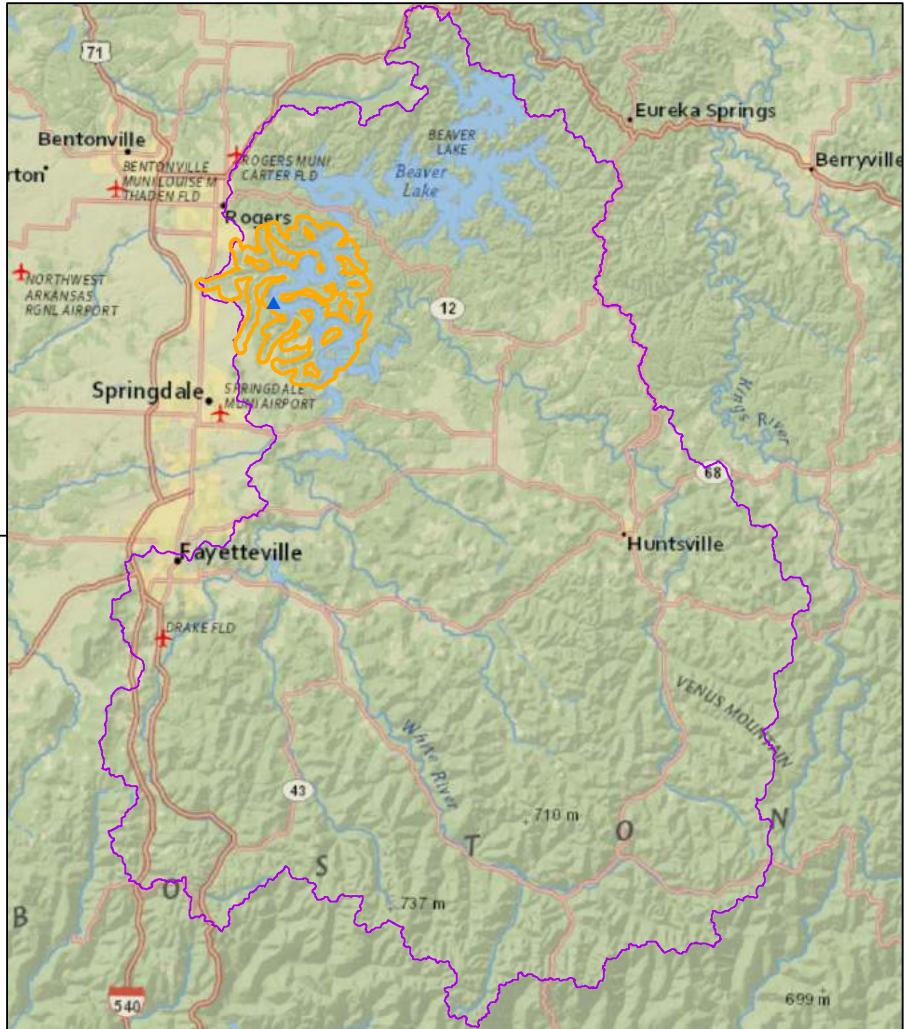 71
Eureka Springs
Bentonville
BEAVER
LAKE
ROGERS MUNI
CARTER FLD
BENTONVILLE
MUNI LOUISE M
THADEN FLD
Berryville
rton
Beaver
Lake
Rogers
NORTHWEST
ARKANSAS
RGNL AIRPORT
12
Springdale
SPRINGDALE
MUNI AIRPORT
Kings River
68
Fayetteville
Huntsville
DRAKE FLD
VENUS MOUNTAIN
White River
43
710 m
B O S T O N
737 m
540
699 m